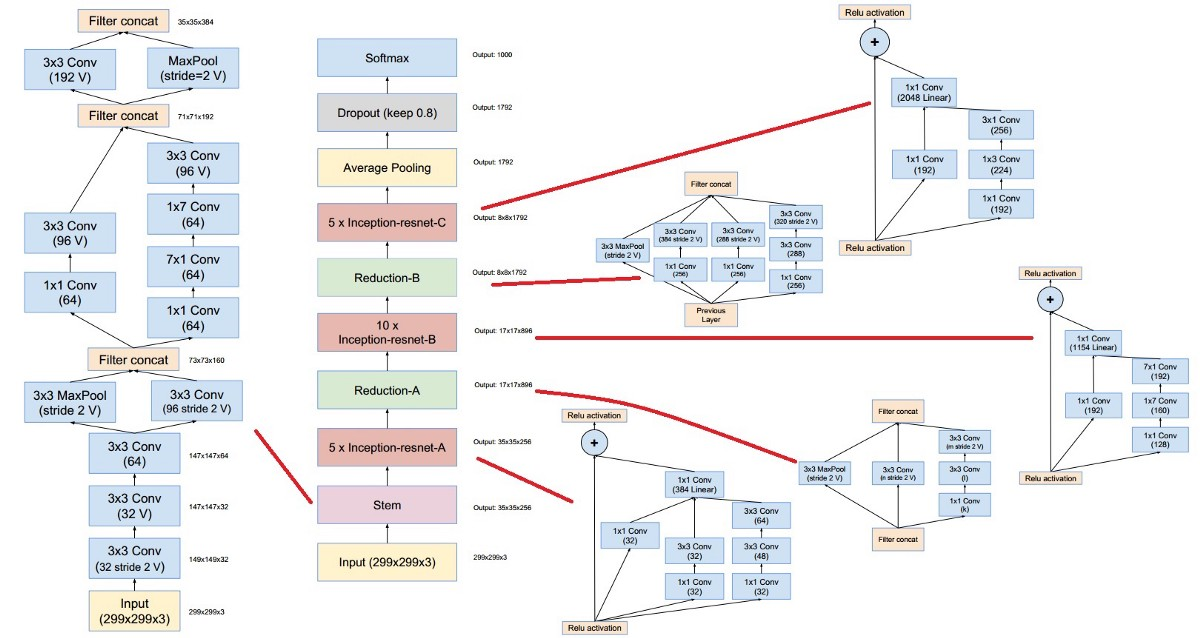 Filter concat
35x35x384
3x3 Conv
(192 V)
MaxPool
(stride=2 V)
Filter concat
71x71x192
3x3 Conv
(96 V)
1x7 Conv
(64)
3x3 Conv
(96 V)
7x1 Conv
(64)
1x1 Conv
(64)
1x1 Conv
(64)
Filter concat
73x73x160
3x3 MaxPool
(stride 2 V)
3x3 Conv
(96 stride 2 V)
3x3 Conv
(64)
147x147x64
3x3 Conv
(32 V)
147x147x32
3x3 Conv
(32 stride 2 V)
149x149x32
Input
(299x299x3)
299x299x3
Softmax
Output: 1000
Dropout (keep 0.8)
Output: 1792
Average Pooling
Output: 1792
5 x Inception-resnet-C
Output: 8x8x1792
Reduction-B
Output: 8x8x1792
10 x
Inception-resnet-B
Output: 17x17x896
Reduction-A
Output: 17x17x896
5 x Inception-resnet-A
Output: 35x35x256
Stem
Output: 35x35x256
Input (299x299x3)
299x299x3
Relu activation
+
1x1 Conv
(2048 Linear)
3x1 Conv
(256)
1x1 Conv
(192)
1x3 Conv
(224)
1x1 Conv
(192)
Relu activation
Filter concat
3x3 MaxPool
(stride 2 V)
3x3 Conv
(384 stride 2 V)
1x1 Conv
(256)
3x3 Conv
(288 stride 2 V)
1x1 Conv
(256)
3x3 Conv
(320 stride 2 V)
3x3 Conv
(288)
1x1 Conv
(256)
Previous
Layer
Relu activation
+
1x1 Conv
(1154 Linear)
7x1 Conv
(192)
1x1 Conv
(192)
1x7 Conv
(160)
1x1 Conv
(128)
Relu activation
Filter concat
3x3 MaxPool
(stride 2 V)
3x3 Conv
(n stride 2 V)
3x3 Conv
(m stride 2 V)
3x3 Conv
(l)
1x1 Conv
(k)
Filter concat
Relu activation
+
1x1 Conv
(384 Linear)
1x1 Conv
(32)
3x3 Conv
(32)
1x1 Conv
(32)
3x3 Conv
(64)
3x3 Conv
(48)
1x1 Conv
(32)
Relu activation